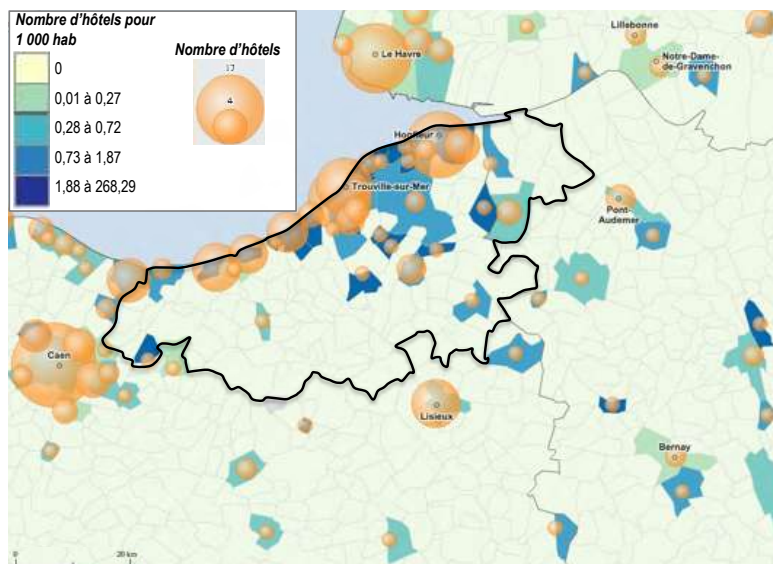 Nombre d'hôtels pour
1 000 hab
0
0,01 à 0,27
0,28 à 0,72
0,73 à 1,87
1,88 à 268,29
Nombre d'hôtels
17
4
Le Havre
Lillebonne
Notre-Dame-
de-Gravenchon
Honfleur
Trouville-sur-Mer
Pont-
Audemer
Caen
Lisieux
Bernay
0
20 km